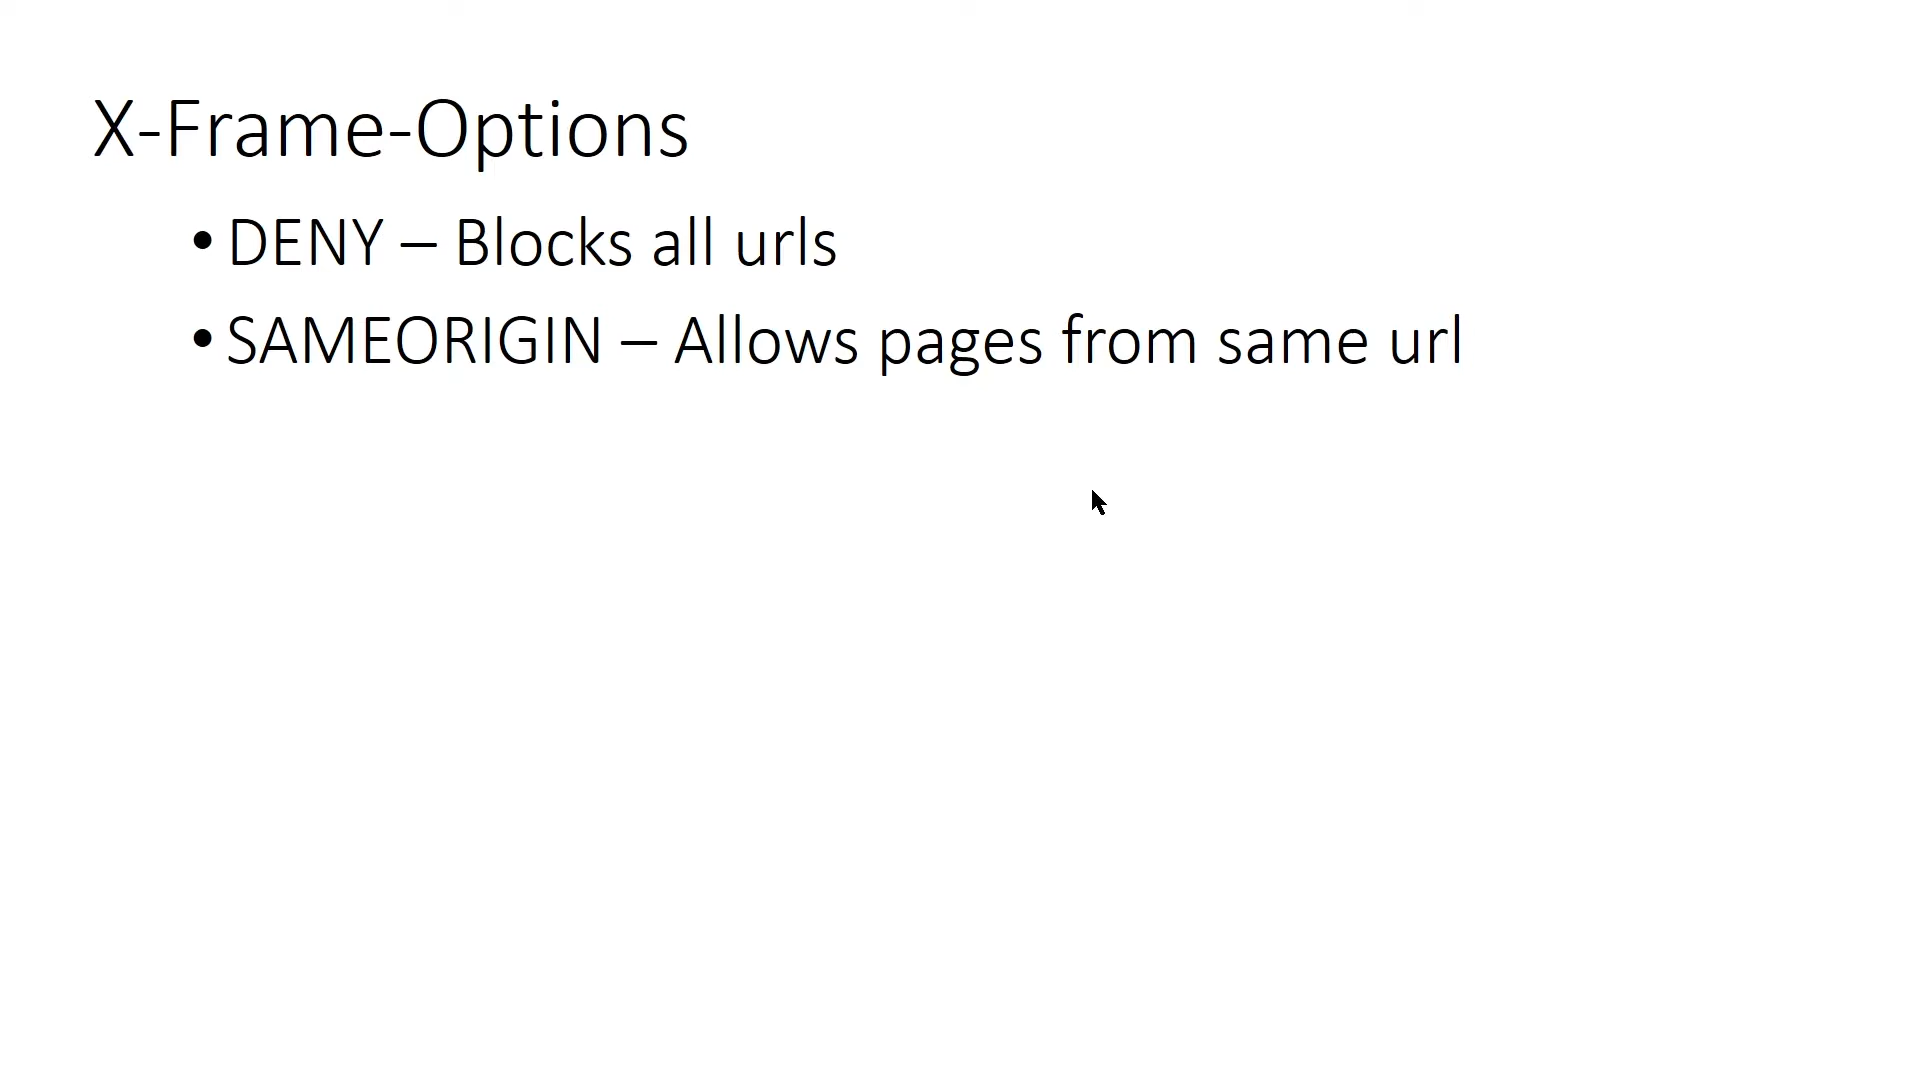 X-Frame-Options
• DENY – Blocks all urls
• SAMEORIGIN – Allows pages from same url